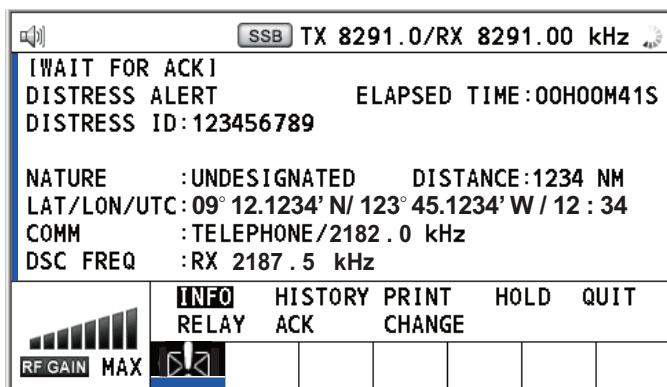 SSB TX 8291.0/RX 8291.00 kHz
[WAIT FOR ACK]
DISTRESS ALERT ELAPSED TIME:00H00M41S
DISTRESS ID:123456789
NATURE :UNDESIGNATED DISTANCE:1234 NM
LAT/LON/UTC:09° 12.1234' N/ 123° 45.1234' W / 12 : 34
COMM :TELEPHONE/2182 . 0 kHz
DSC FREQ :RX 2187 . 5 kHz
INFO HISTORY PRINT HOLD QUIT
RELAY ACK CHANGE
RF GAIN MAX